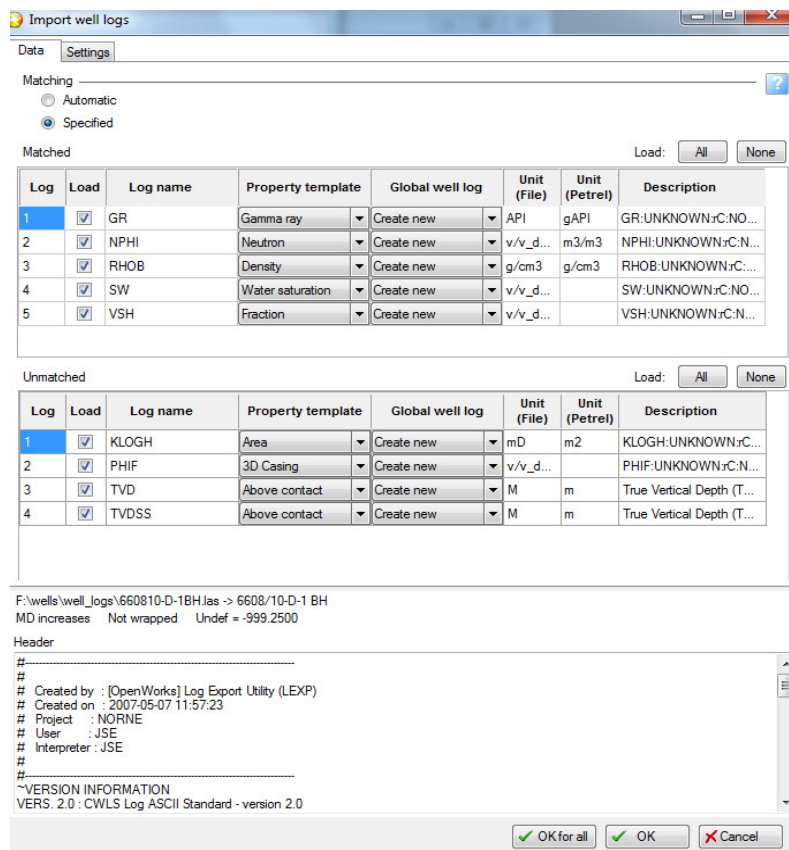 Import well logs
Data Settings
Matching
Automatic
Specified
Matched Load: All None
Log Load Log name Property template Global well log Unit (File) Unit (Petrel) Description
1 GR Gamma ray Create new API gAPI GR:UNKNOWN:rC:NO...
2 NPHI Neutron Create new v/v_d... m3/m3 NPHI:UNKNOWN:rC:N...
3 RHOB Density Create new g/cm3 g/cm3 RHOB:UNKNOWN:rC:...
4 SW Water saturation Create new v/v_d... SW:UNKNOWN:rC:NO...
5 VSH Fraction Create new v/v_d... VSH:UNKNOWN:rC:N...
Unmatched Load: All None
Log Load Log name Property template Global well log Unit (File) Unit (Petrel) Description
1 KLOGH Area Create new mD m2 KLOGH:UNKNOWN:rC...
2 PHIF 3D Casing Create new v/v_d... PHIF:UNKNOWN:rC:N...
3 TVD Above contact Create new M m True Vertical Depth (T...
4 TVDSS Above contact Create new M m True Vertical Depth (T...
F:\wells\well_logs\660810-D-1BH.las -> 6608/10-D-1 BH
MD increases Not wrapped Undef = -999.2500
Header
#--------------------------------------------------
#
# Created by : [OpenWorks] Log Export Utility (LEXP)
# Created on : 2007-05-07 11:57:23
# Project : NORNE
# User : JSE
# Interpreter : JSE
#
#--------------------------------------------------
~VERSION INFORMATION
VERS. 2.0 : CWLS Log ASCII Standard - version 2.0
OK for all OK Cancel